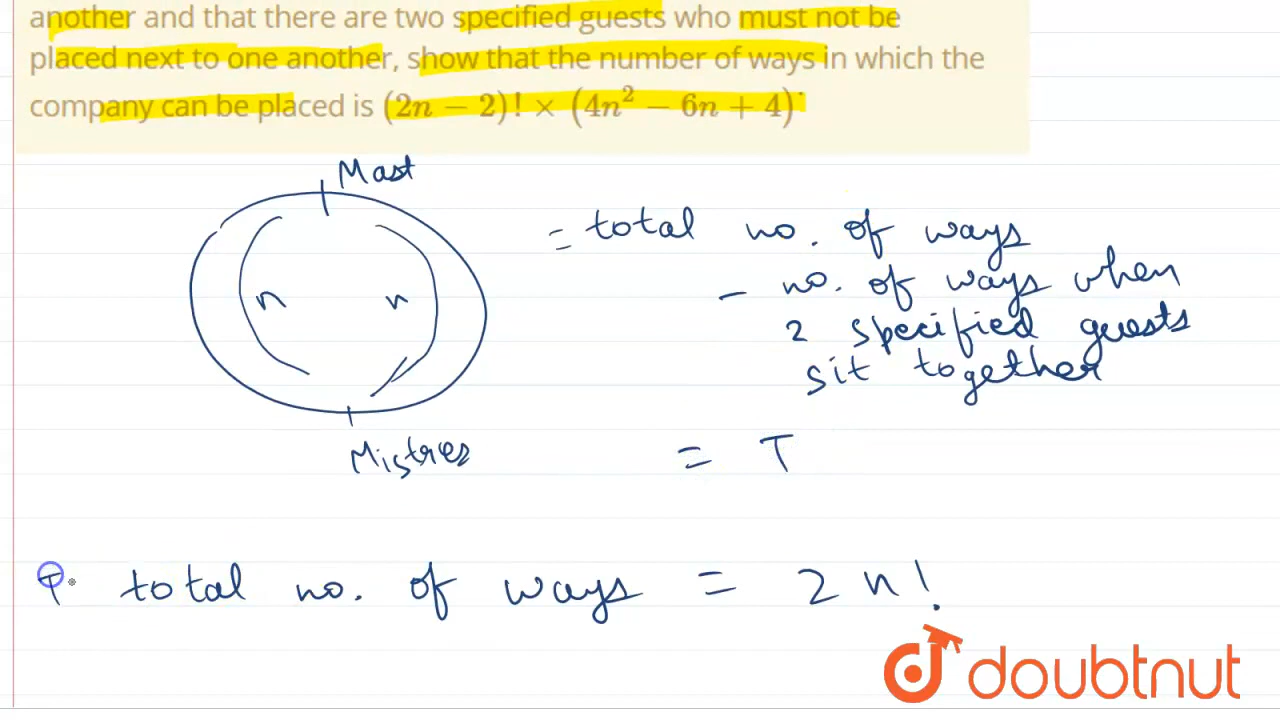 another and that there are two specified guests who must not be
placed next to one another, show that the number of ways in which the
company can be placed is (2n − 2)! × (4n² − 6n + 4)˙
Mast
n n
Mistres
= total no. of ways
− no. of ways when
2 specified guests
sit together
= T
T. total no. of ways = 2n!
doubtnut